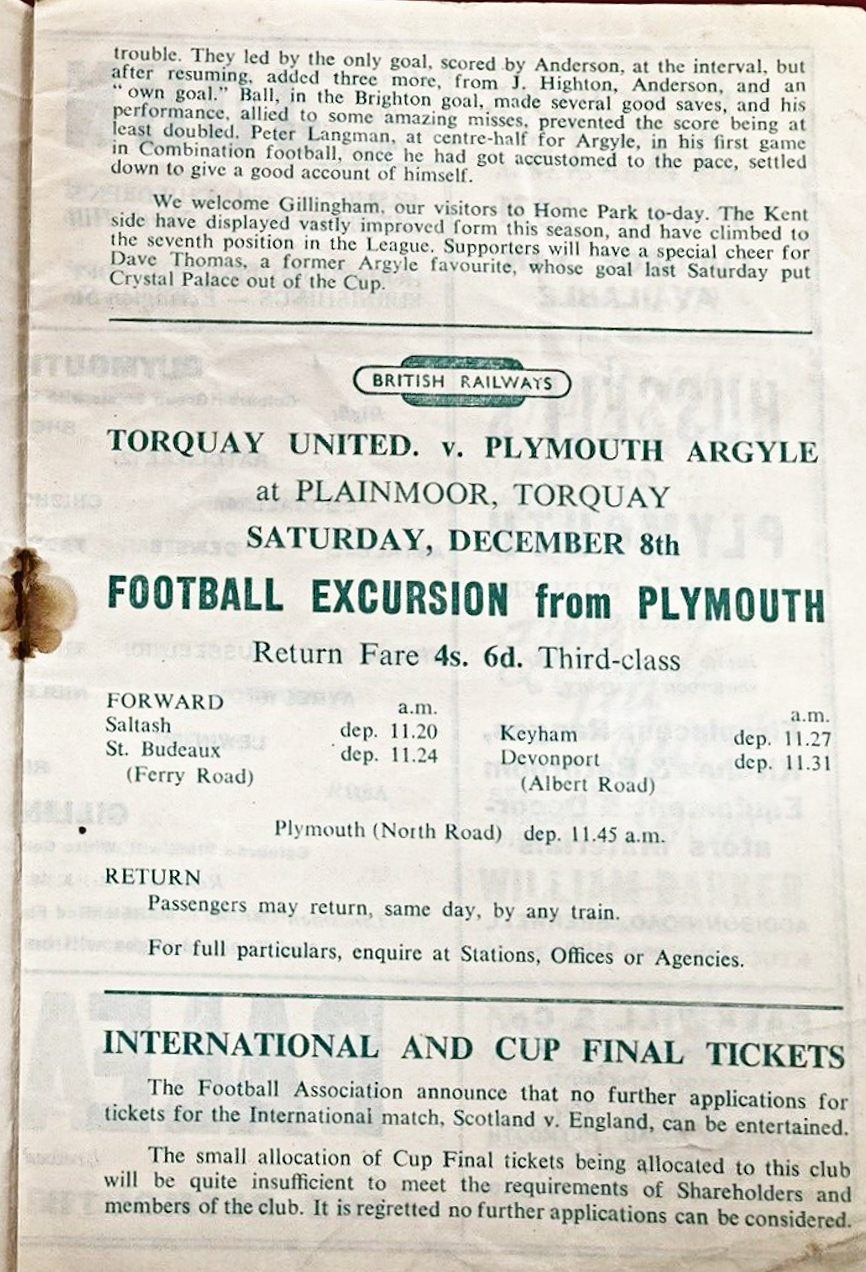 trouble. They led by the only goal, scored by Anderson, at the interval, but
after resuming, added three more, from J. Highton, Anderson, and an
“own goal.” Ball, in the Brighton goal, made several good saves, and his
performance, allied to some amazing misses, prevented the score being at
least doubled. Peter Langman, at centre-half for Argyle, in his first game
in Combination football, once he had got accustomed to the pace, settled
down to give a good account of himself.
We welcome Gillingham, our visitors to Home Park to-day. The Kent
side have displayed vastly improved form this season, and have climbed to
the seventh position in the League. Supporters will have a special cheer for
Dave Thomas, a former Argyle favourite, whose goal last Saturday put
Crystal Palace out of the Cup.
BRITISH RAILWAYS
TORQUAY UNITED. v. PLYMOUTH ARGYLE
at PLAINMOOR, TORQUAY
SATURDAY, DECEMBER 8th
FOOTBALL EXCURSION from PLYMOUTH
Return Fare 4s. 6d. Third-class
FORWARD a.m. a.m.
Saltash dep. 11.20 Keyham dep. 11.27
St. Budeaux dep. 11.24 Devonport dep. 11.31
(Ferry Road) (Albert Road)
Plymouth (North Road) dep. 11.45 a.m.
RETURN
Passengers may return, same day, by any train.
For full particulars, enquire at Stations, Offices or Agencies.
INTERNATIONAL AND CUP FINAL TICKETS
The Football Association announce that no further applications for
tickets for the International match, Scotland v. England, can be entertained.
The small allocation of Cup Final tickets being allocated to this club
will be quite insufficient to meet the requirements of Shareholders and
members of the club. It is regretted no further applications can be considered.